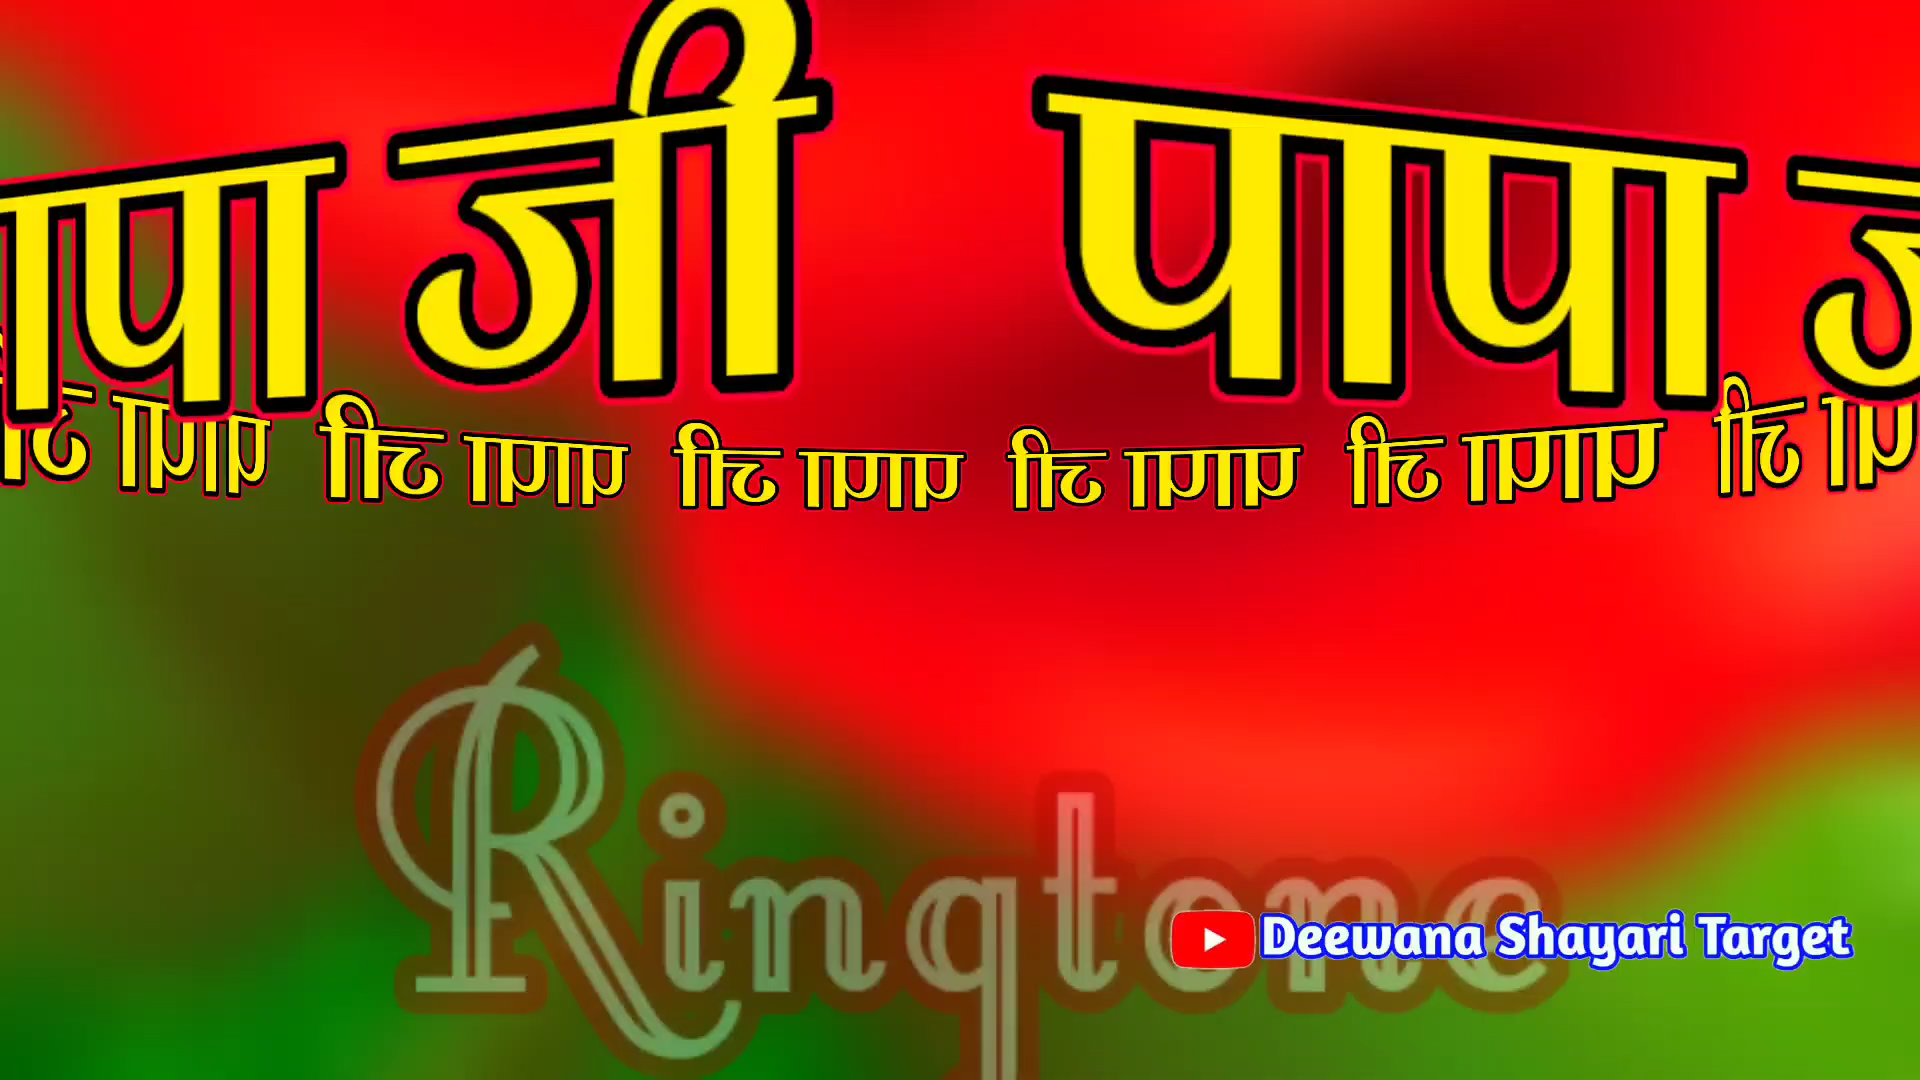 पापा जी पापा जी
पापा जी पापा जी पापा जी पापा जी पापा जी पापा
Ringtone
Deewana Shayari Target